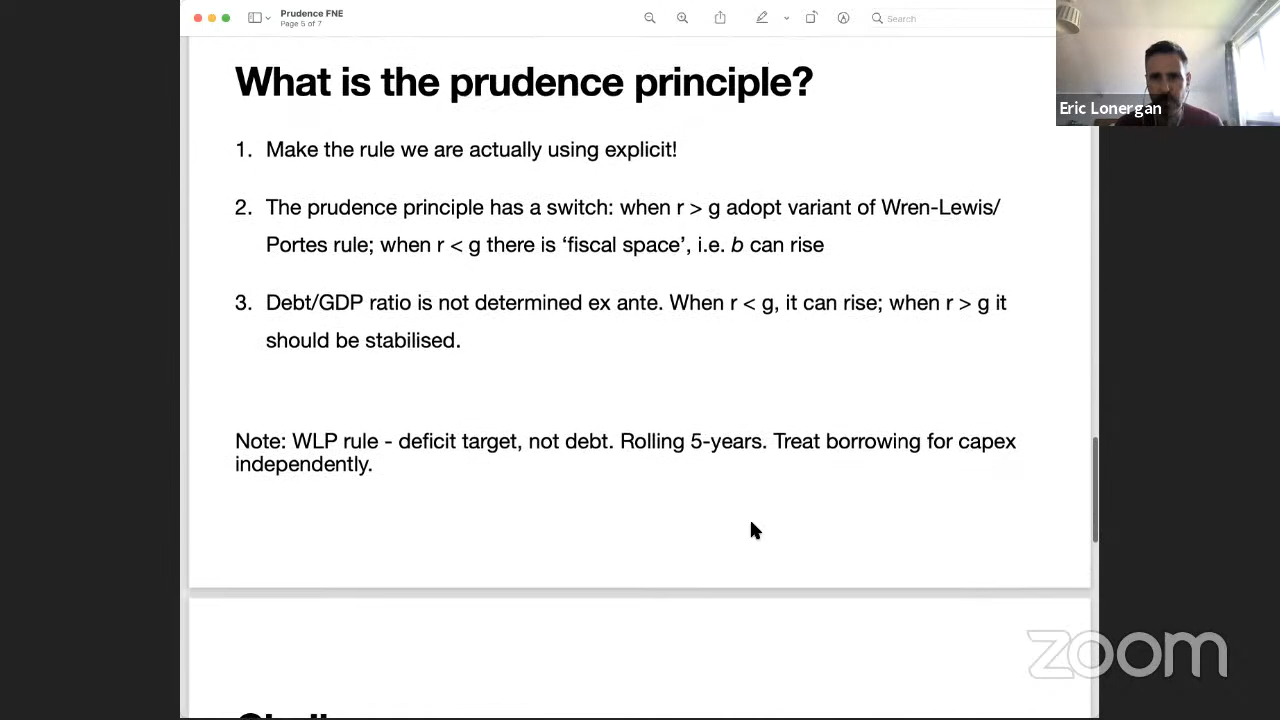 Prudence FNE
Page 5 of 7
Search
What is the prudence principle?
Eric Lonergan
1. Make the rule we are actually using explicit!
2. The prudence principle has a switch: when r > g adopt variant of Wren-Lewis/
Portes rule; when r < g there is ‘fiscal space’, i.e. b can rise
3. Debt/GDP ratio is not determined ex ante. When r < g, it can rise; when r > g it
should be stabilised.
Note: WLP rule - deficit target, not debt. Rolling 5-years. Treat borrowing for capex
independently.
zoom